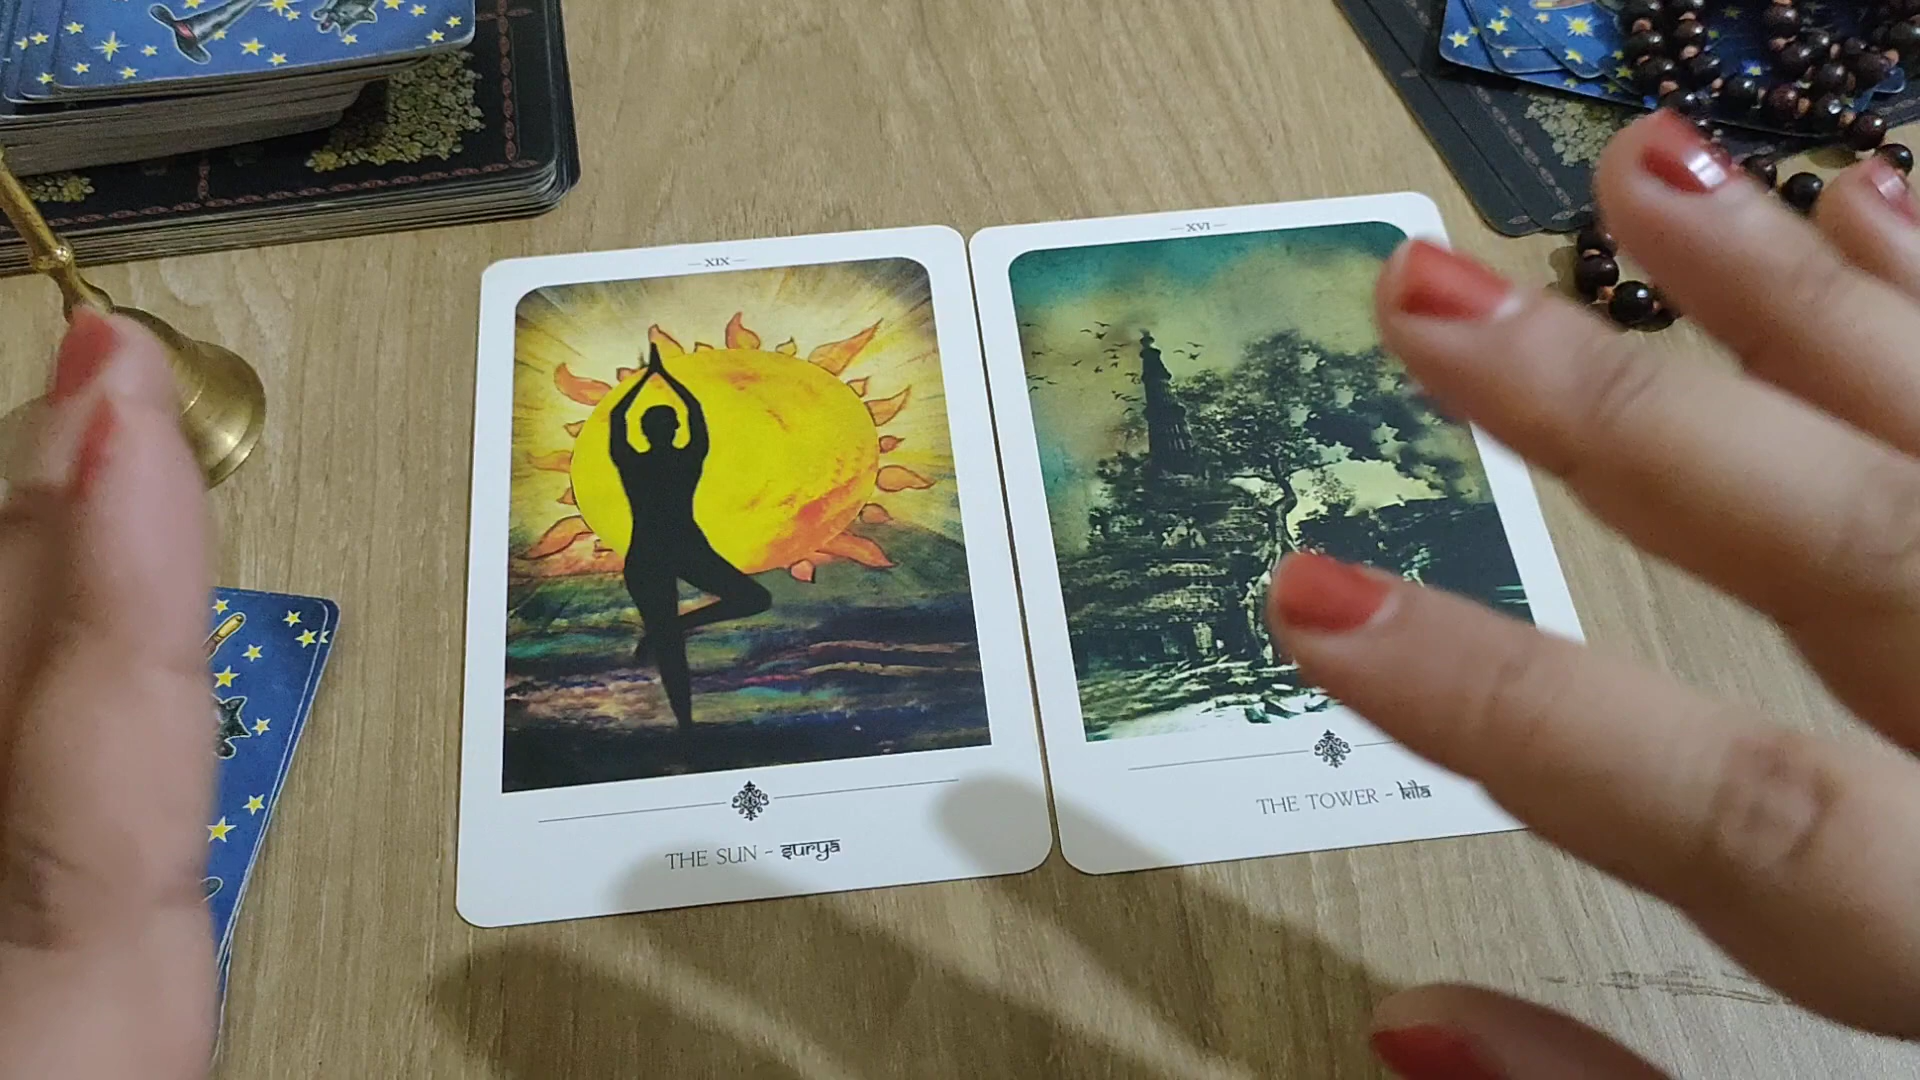 XIX
THE SUN - surya
XVI
THE TOWER - kila